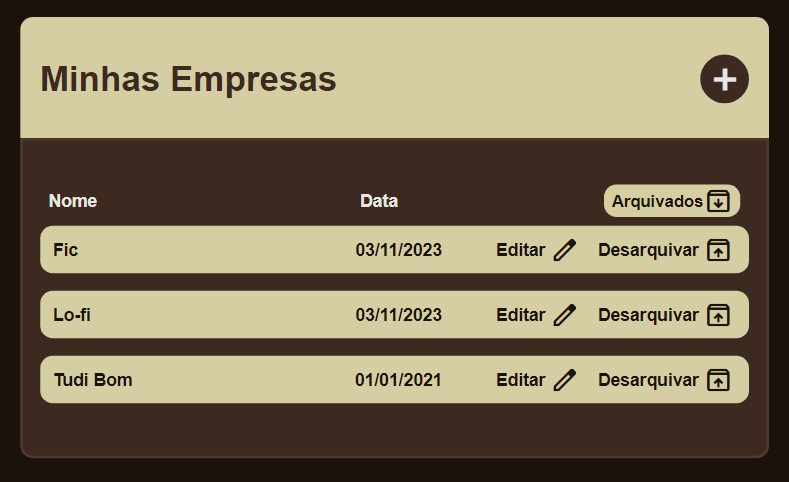 Minhas Empresas
Nome Data Arquivados
Fic 03/11/2023 Editar Desarquivar
Lo-fi 03/11/2023 Editar Desarquivar
Tudi Bom 01/01/2021 Editar Desarquivar